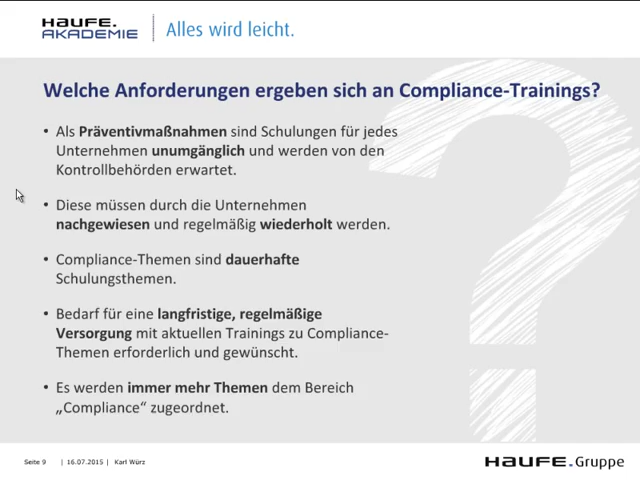 HAUFE.
AKADEMIE
Alles wird leicht.
Welche Anforderungen ergeben sich an Compliance-Trainings?
• Als Präventivmaßnahmen sind Schulungen für jedes
Unternehmen unumgänglich und werden von den
Kontrollbehörden erwartet.
• Diese müssen durch die Unternehmen
nachgewiesen und regelmäßig wiederholt werden.
• Compliance-Themen sind dauerhafte
Schulungsthemen.
• Bedarf für eine langfristige, regelmäßige
Versorgung mit aktuellen Trainings zu Compliance-
Themen erforderlich und gewünscht.
• Es werden immer mehr Themen dem Bereich
„Compliance“ zugeordnet.
Seite 9 | 16.07.2015 | Karl Würz
HAUFE.Gruppe